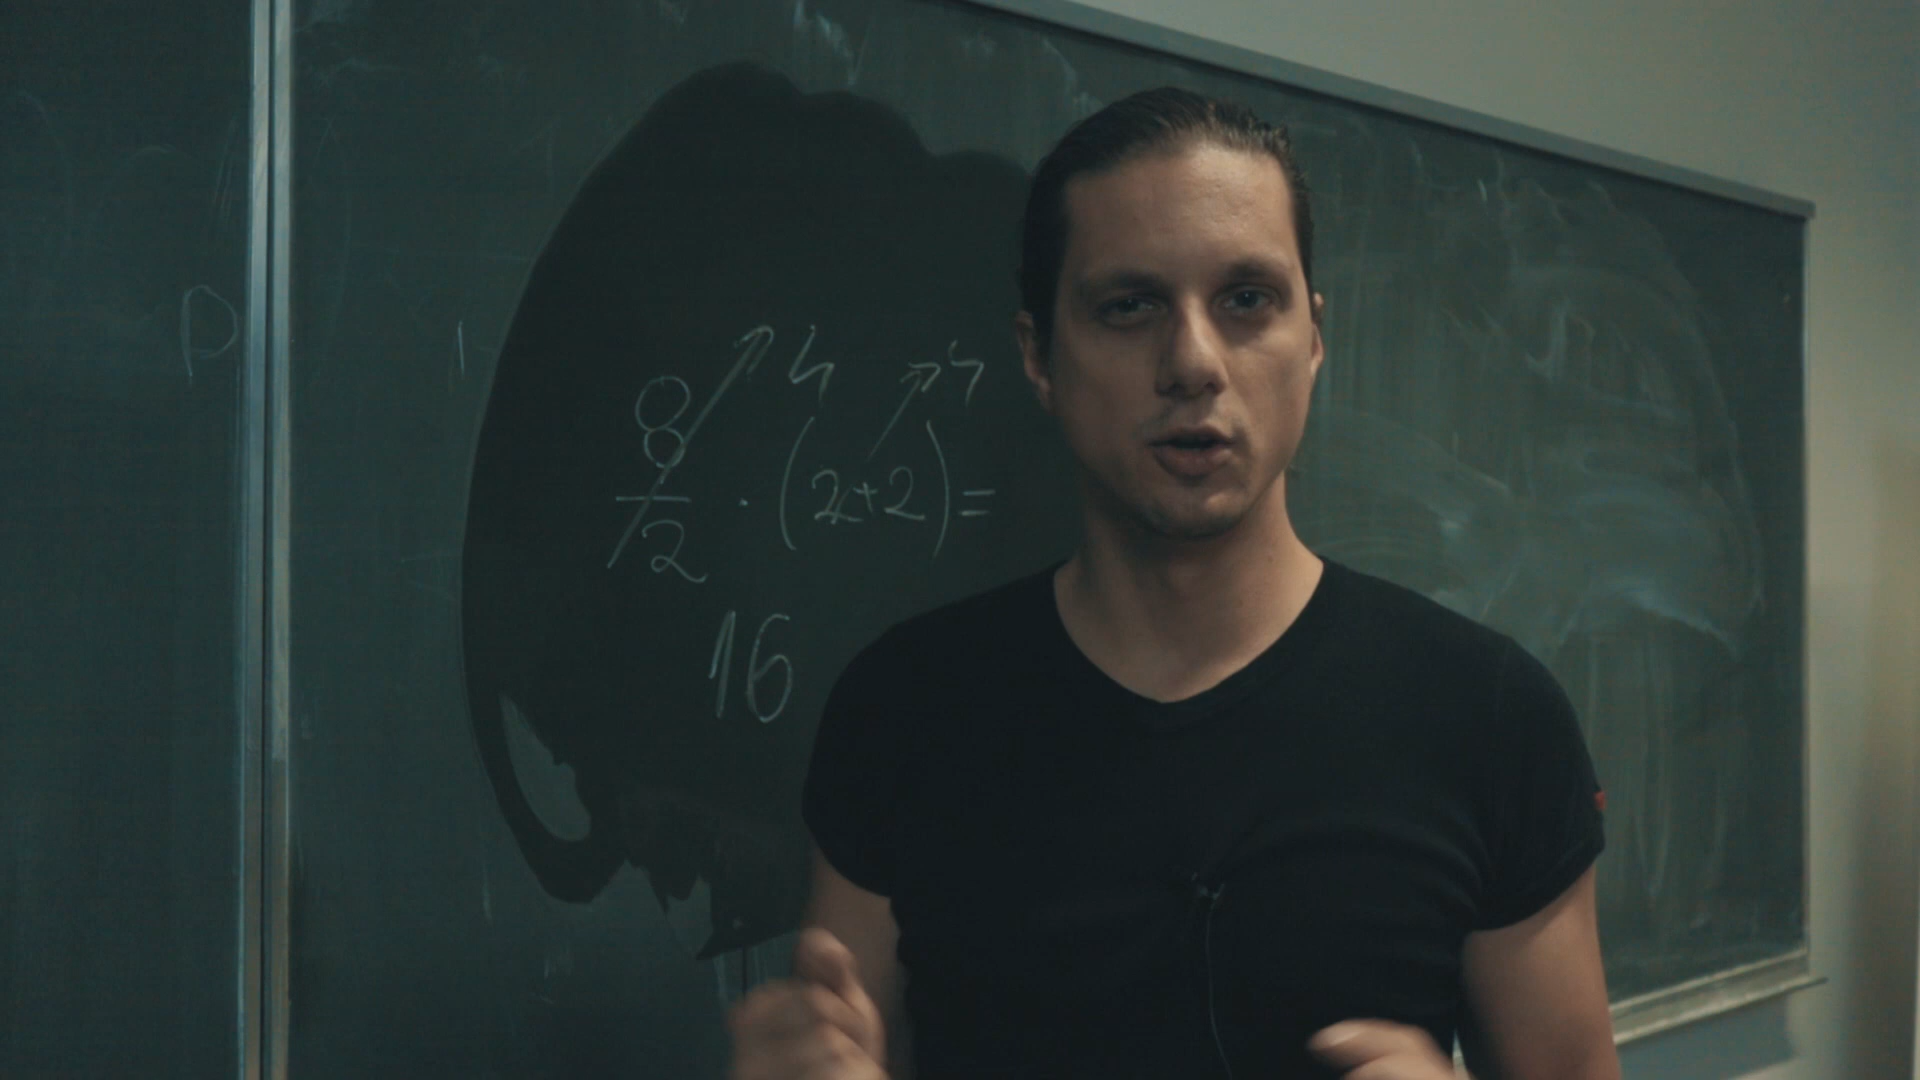 4 4
8/2 · (2+2) =
16
P